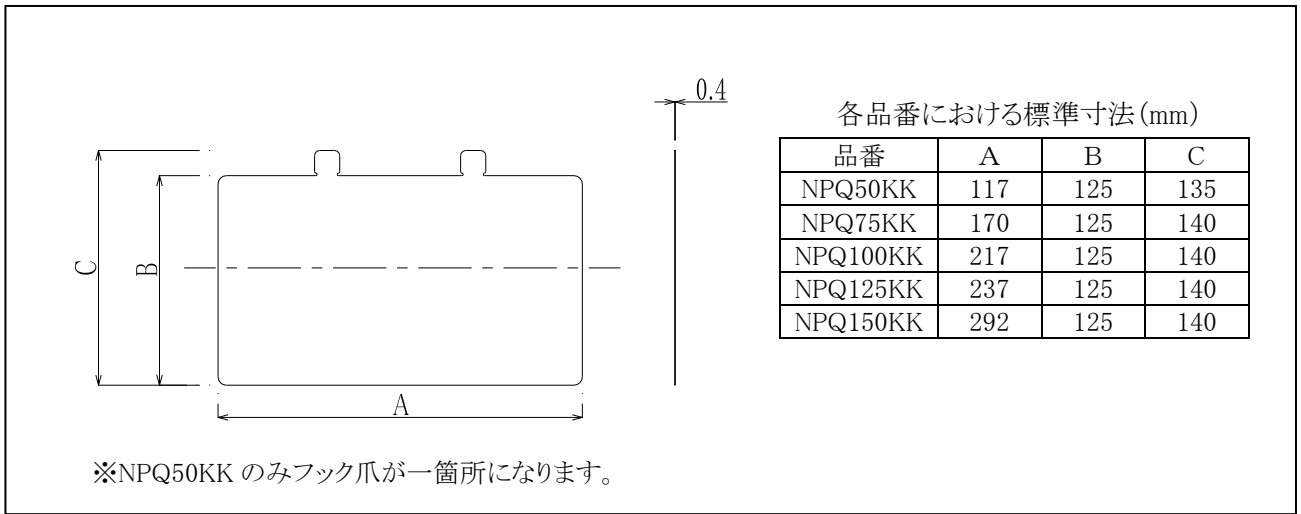 0.4
C
B
A
各品番における標準寸法(mm)
品番 A B C
NPQ50KK 117 125 135
NPQ75KK 170 125 140
NPQ100KK 217 125 140
NPQ125KK 237 125 140
NPQ150KK 292 125 140
※NPQ50KK のみフック爪が一箇所になります。